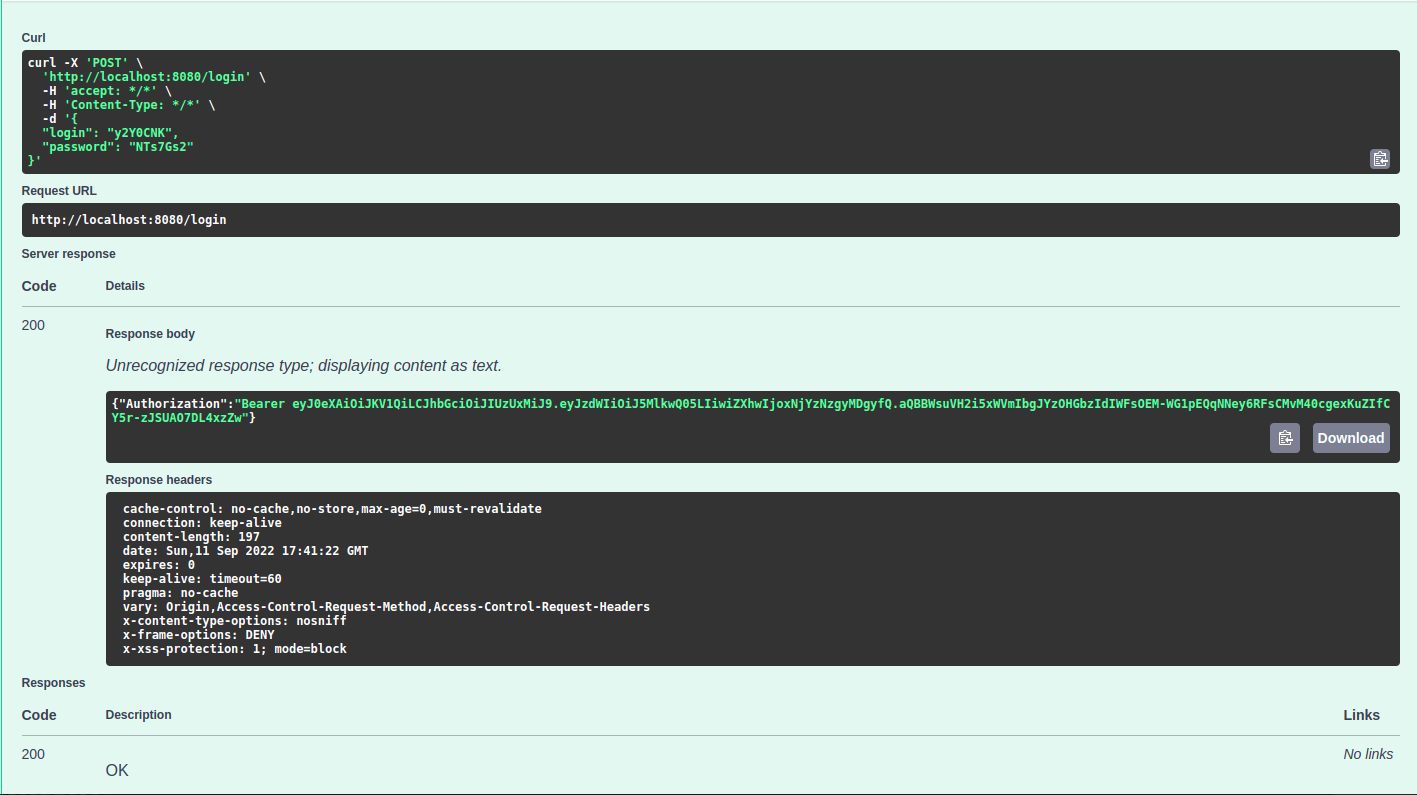 Curl
curl -X 'POST' \
'http://localhost:8080/login' \
-H 'accept: */*' \
-H 'Content-Type: */*' \
-d '{
"login": "y2Y0CNK",
"password": "NTs7Gs2"
}'
Request URL
http://localhost:8080/login
Server response
Code Details
200
Response body
Unrecognized response type; displaying content as text.
{"Authorization":"Bearer eyJ0eXAiOiJKV1QiLCJhbGciOiJIUzUxMiJ9.eyJzdWIiOiJ5MlkwQ05LIiwiZXhwIjoxNjYzNzgyMDgyfQ.aQBBWsuVH2i5xWVmIbgJYzOHGbzIdIWFsOEM-WG1pEQqNNey6RFsCMvM40cgexKuZIfC
Y5r-zJSUAO7DL4xzZw"}
Download
Response headers
cache-control: no-cache,no-store,max-age=0,must-revalidate
connection: keep-alive
content-length: 197
date: Sun,11 Sep 2022 17:41:22 GMT
expires: 0
keep-alive: timeout=60
pragma: no-cache
vary: Origin,Access-Control-Request-Method,Access-Control-Request-Headers
x-content-type-options: nosniff
x-frame-options: DENY
x-xss-protection: 1; mode=block
Responses
Code Description Links
200 No links
OK